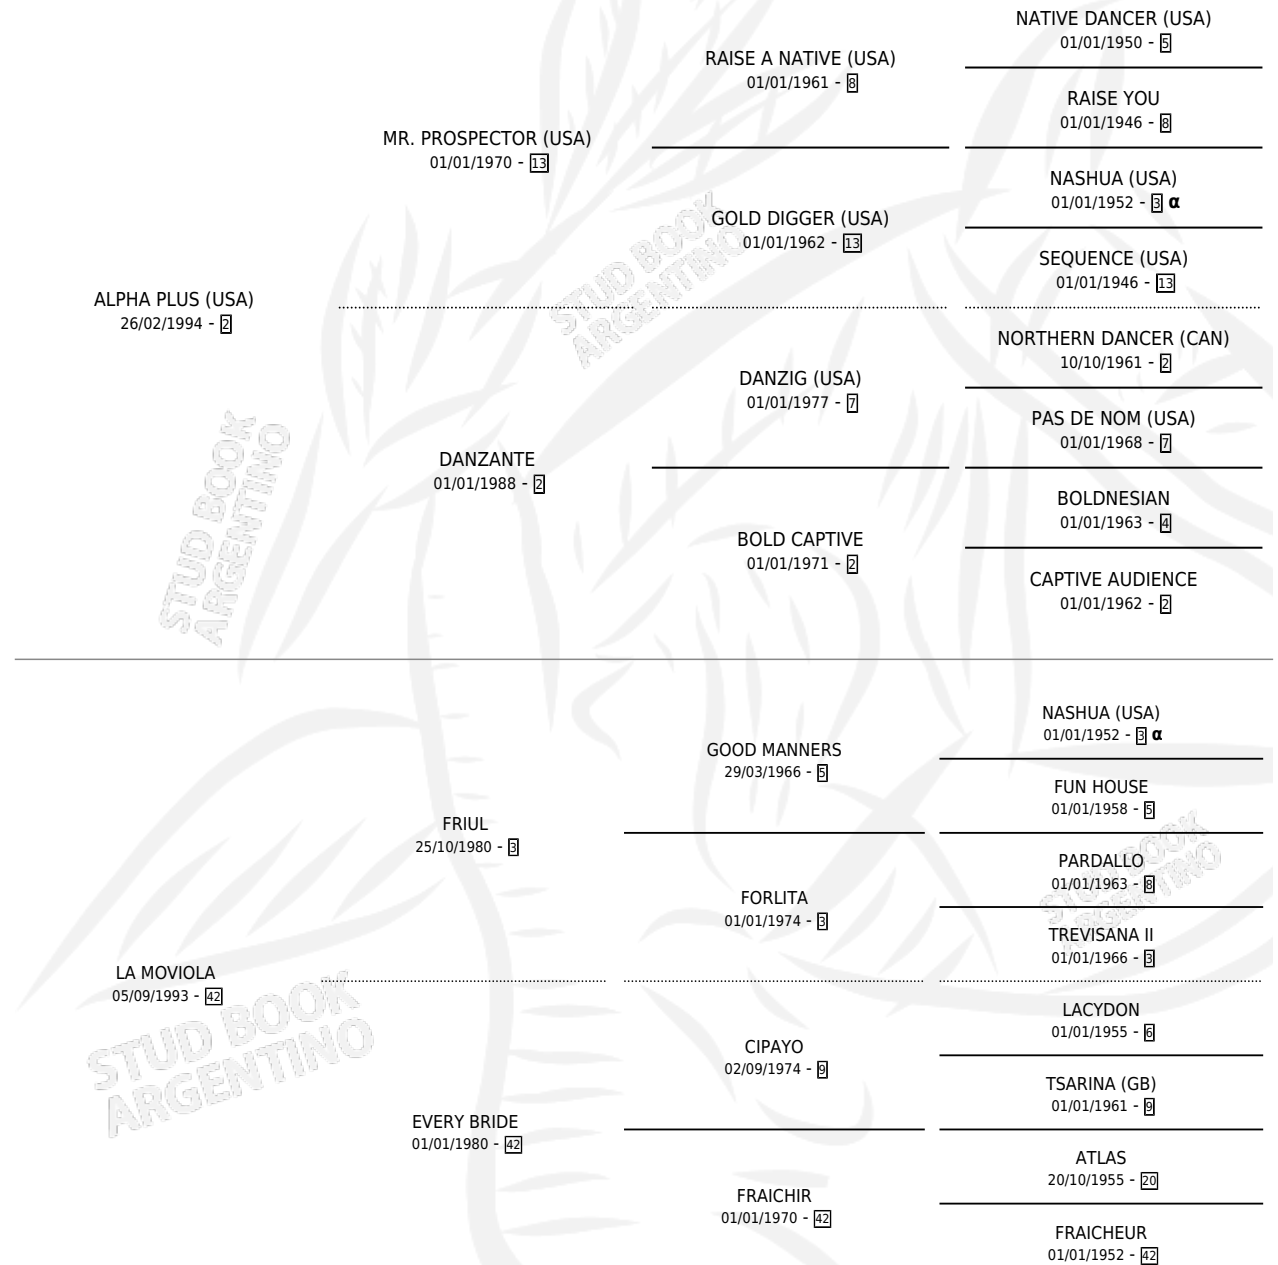 NATIVE DANCER (USA)
01/01/1950 - 5
RAISE A NATIVE (USA)
01/01/1961 - 8
RAISE YOU
01/01/1946 - 8
MR. PROSPECTOR (USA)
01/01/1970 - 13
NASHUA (USA)
01/01/1952 - 3 α
GOLD DIGGER (USA)
01/01/1962 - 13
SEQUENCE (USA)
01/01/1946 - 13
ALPHA PLUS (USA)
26/02/1994 - 2
STUD BOOK
ARGENTINO
NORTHERN DANCER (CAN)
10/10/1961 - 2
DANZIG (USA)
01/01/1977 - 7
PAS DE NOM (USA)
01/01/1968 - 7
DANZANTE
01/01/1988 - 2
BOLDNESIAN
01/01/1963 - 4
BOLD CAPTIVE
01/01/1971 - 2
CAPTIVE AUDIENCE
01/01/1962 - 2
STUD BOOK
ARGENTINO
NASHUA (USA)
01/01/1952 - 3 α
GOOD MANNERS
29/03/1966 - 5
FUN HOUSE
01/01/1958 - 5
FRIUL
25/10/1980 - 3
PARDALLO
01/01/1963 - 8
STUD BOOK
ARGENTINO
FORLITA
01/01/1974 - 3
TREVISANA II
01/01/1966 - 3
LA MOVIOLA
05/09/1993 - 42
STUD BOOK
ARGENTINO
LACYDON
01/01/1955 - 6
CIPAYO
02/09/1974 - 9
TSARINA (GB)
01/01/1961 - 9
EVERY BRIDE
01/01/1980 - 42
ATLAS
20/10/1955 - 20
FRAICHIR
01/01/1970 - 42
FRAICHEUR
01/01/1952 - 42